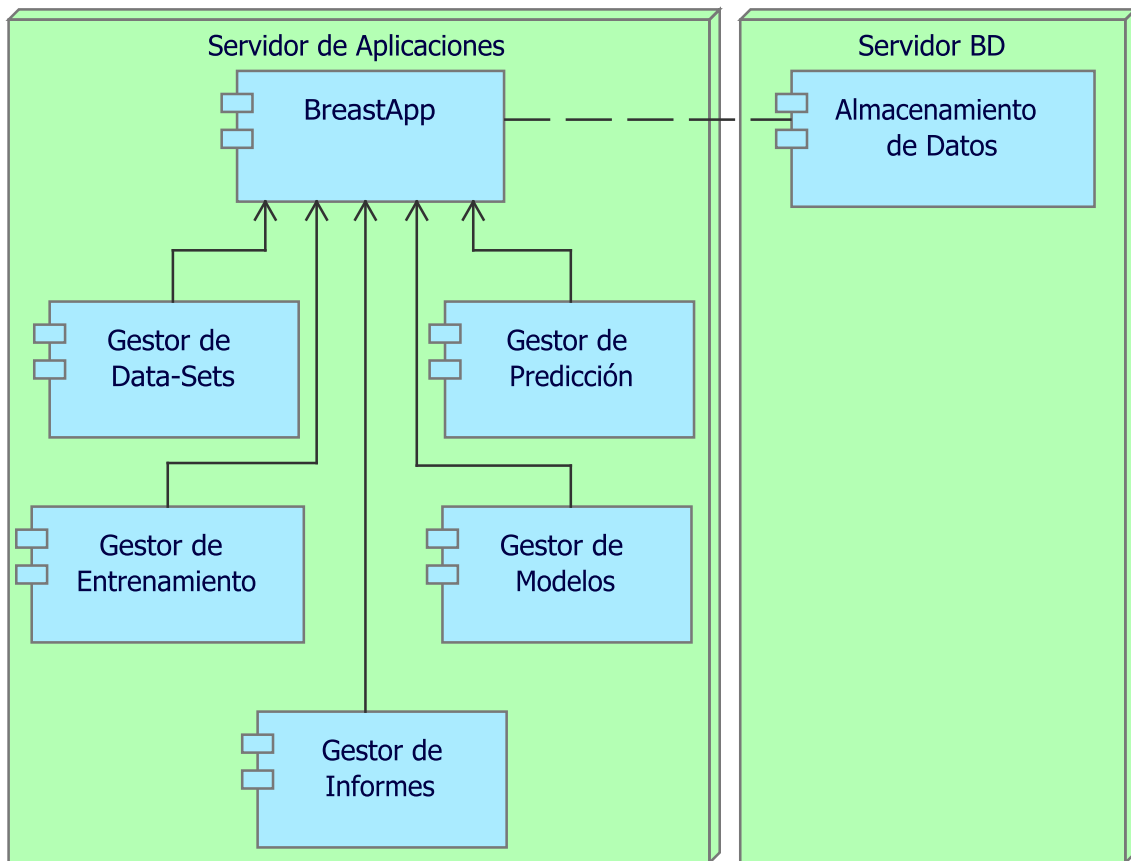 Servidor de Aplicaciones
BreastApp
Gestor de
Data-Sets
Gestor de
Predicción
Gestor de
Entrenamiento
Gestor de
Modelos
Gestor de
Informes
Servidor BD
Almacenamiento
de Datos